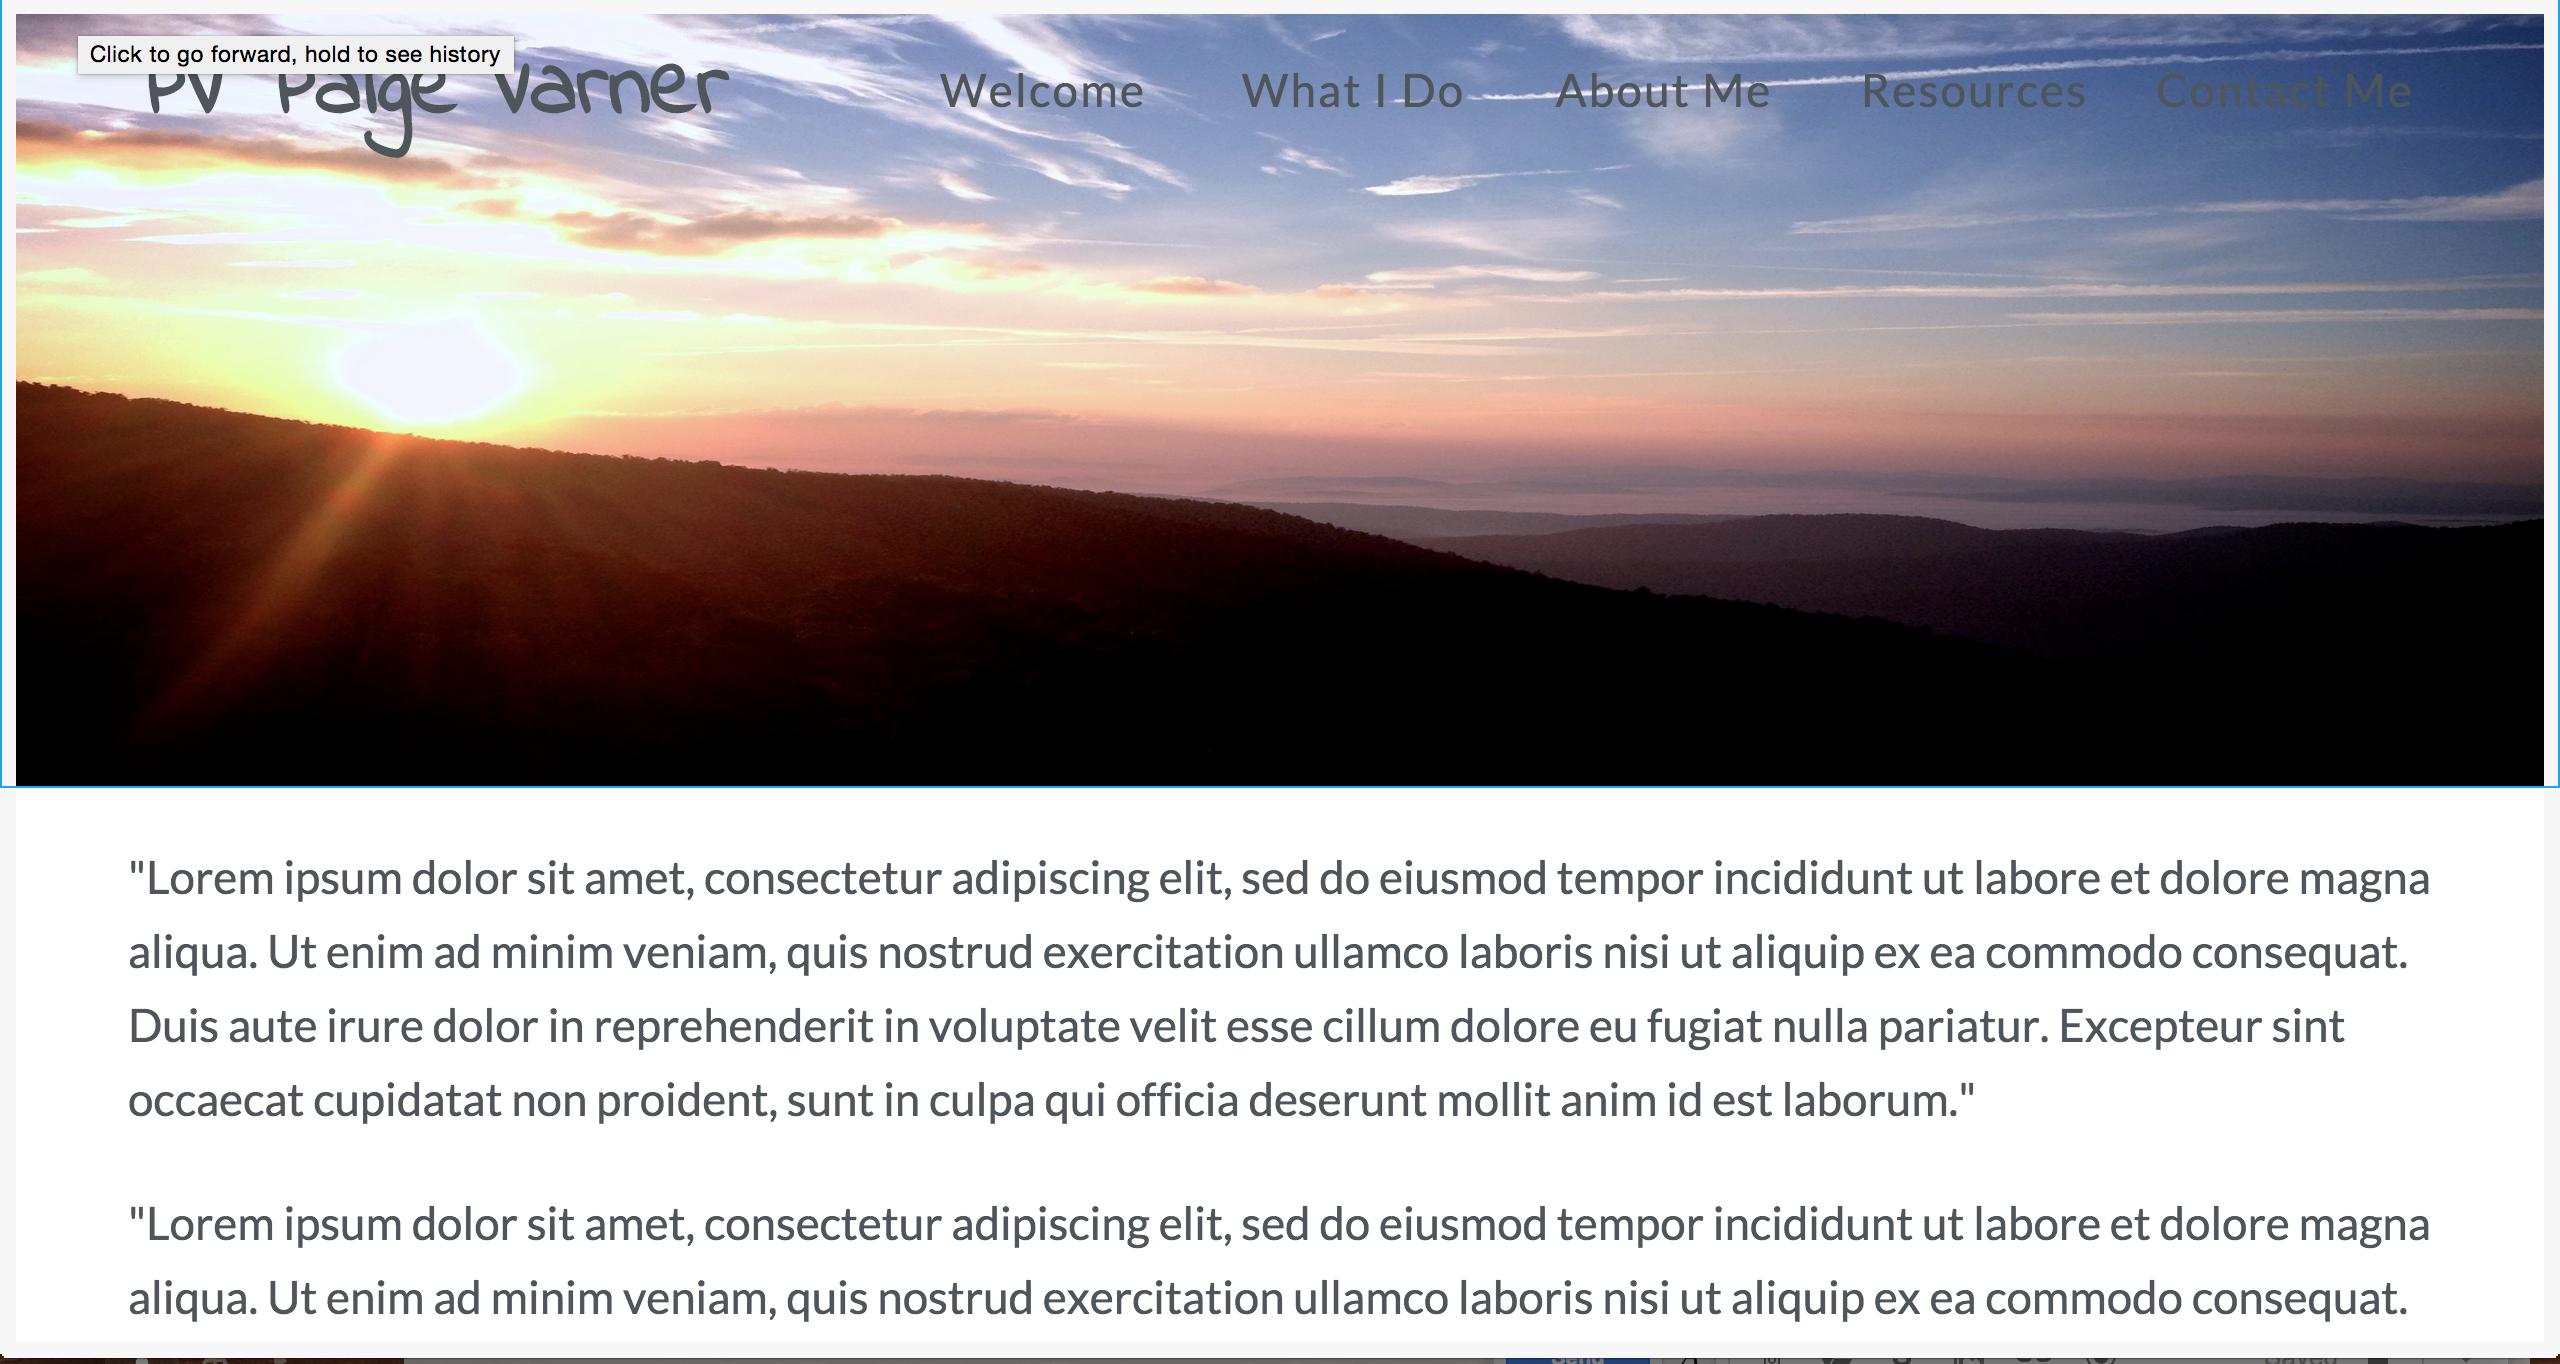 Click to go forward, hold to see history
PV Paige Varner
Welcome What I Do About Me Resources Contact Me
"Lorem ipsum dolor sit amet, consectetur adipiscing elit, sed do eiusmod tempor incididunt ut labore et dolore magna
aliqua. Ut enim ad minim veniam, quis nostrud exercitation ullamco laboris nisi ut aliquip ex ea commodo consequat.
Duis aute irure dolor in reprehenderit in voluptate velit esse cillum dolore eu fugiat nulla pariatur. Excepteur sint
occaecat cupidatat non proident, sunt in culpa qui officia deserunt mollit anim id est laborum."
"Lorem ipsum dolor sit amet, consectetur adipiscing elit, sed do eiusmod tempor incididunt ut labore et dolore magna
aliqua. Ut enim ad minim veniam, quis nostrud exercitation ullamco laboris nisi ut aliquip ex ea commodo consequat.